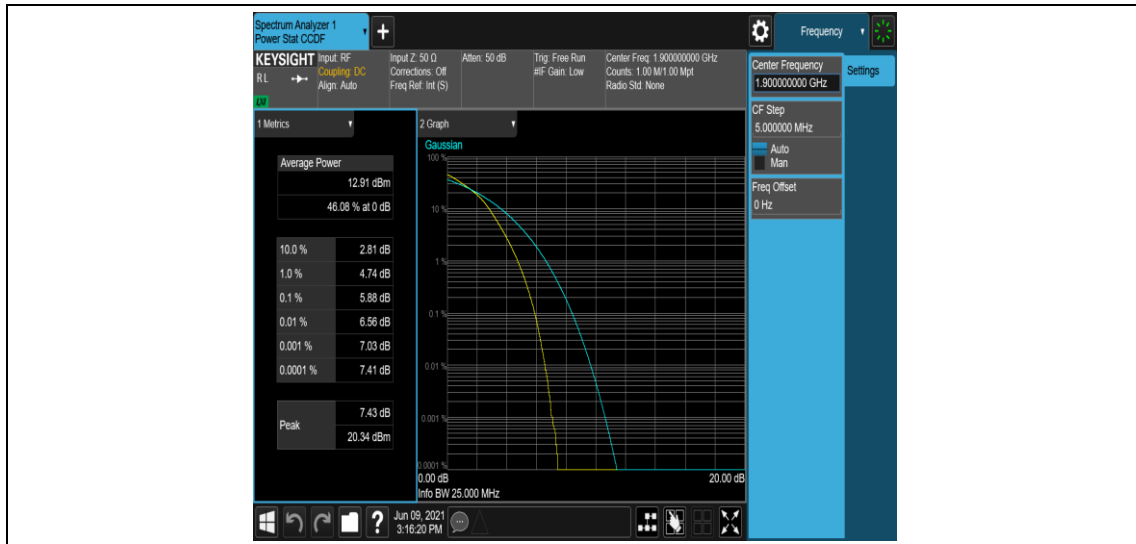 Spectrum Analyzer 1
Power Stat CCDF
+
Frequency
KEYSIGHT
RL
LXI
Input: RF
Coupling: DC
Align: Auto
Input Z: 50 Ω
Corrections: Off
Freq Ref: Int (S)
Atten: 50 dB
Trig: Free Run
#IF Gain: Low
Center Freq: 1.900000000 GHz
Counts: 1.00 M/1.00 Mpt
Radio Std: None
Center Frequency
1.900000000 GHz
Settings
CF Step
5.000000 MHz
Auto
Man
Freq Offset
0 Hz
1 Metrics
Average Power
12.91 dBm
46.08 % at 0 dB
10.0 % 2.81 dB
1.0 % 4.74 dB
0.1 % 5.88 dB
0.01 % 6.56 dB
0.001 % 7.03 dB
0.0001 % 7.41 dB
Peak 7.43 dB
20.34 dBm
2 Graph
Gaussian
100 %
10 %
1 %
0.1 %
0.01 %
0.001 %
0.0001 %
0.00 dB 20.00 dB
Info BW 25.000 MHz
?
Jun 09, 2021
3:16:20 PM